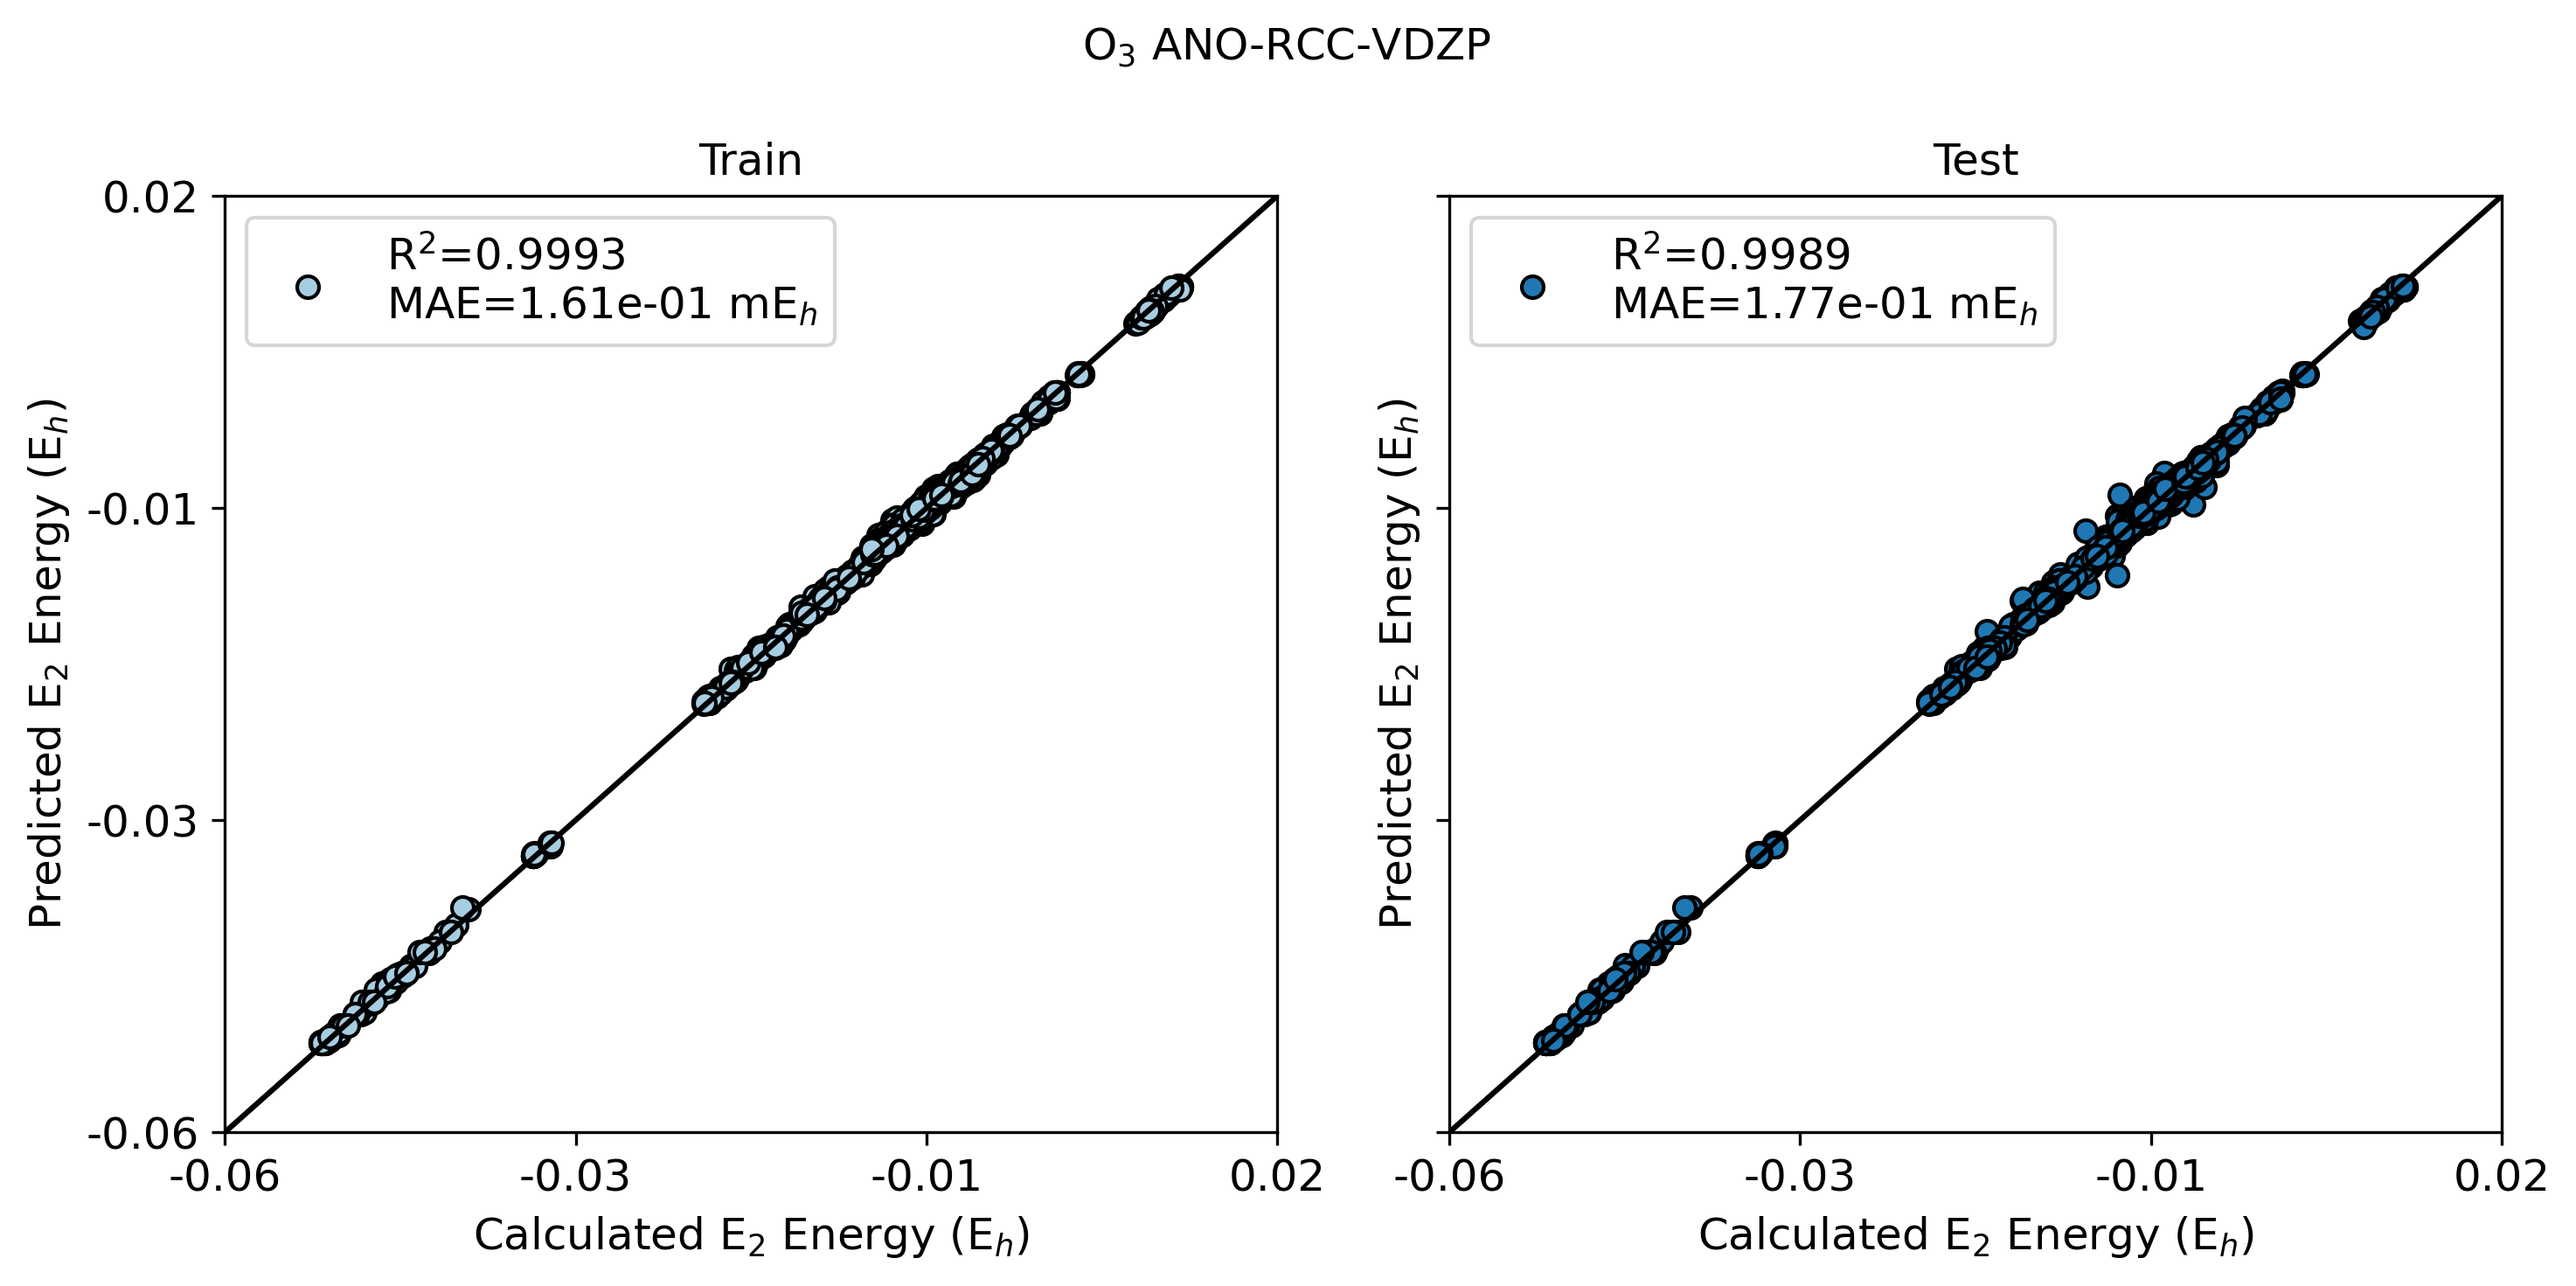 O₃ ANO-RCC-VDZP
Train
0.02
-0.01
-0.03
-0.06
Predicted E₂ Energy (Eₕ)
R²=0.9993
MAE=1.61e-01 mEₕ
-0.06 -0.03 -0.01 0.02
Calculated E₂ Energy (Eₕ)
Test
Predicted E₂ Energy (Eₕ)
R²=0.9989
MAE=1.77e-01 mEₕ
-0.06 -0.03 -0.01 0.02
Calculated E₂ Energy (Eₕ)